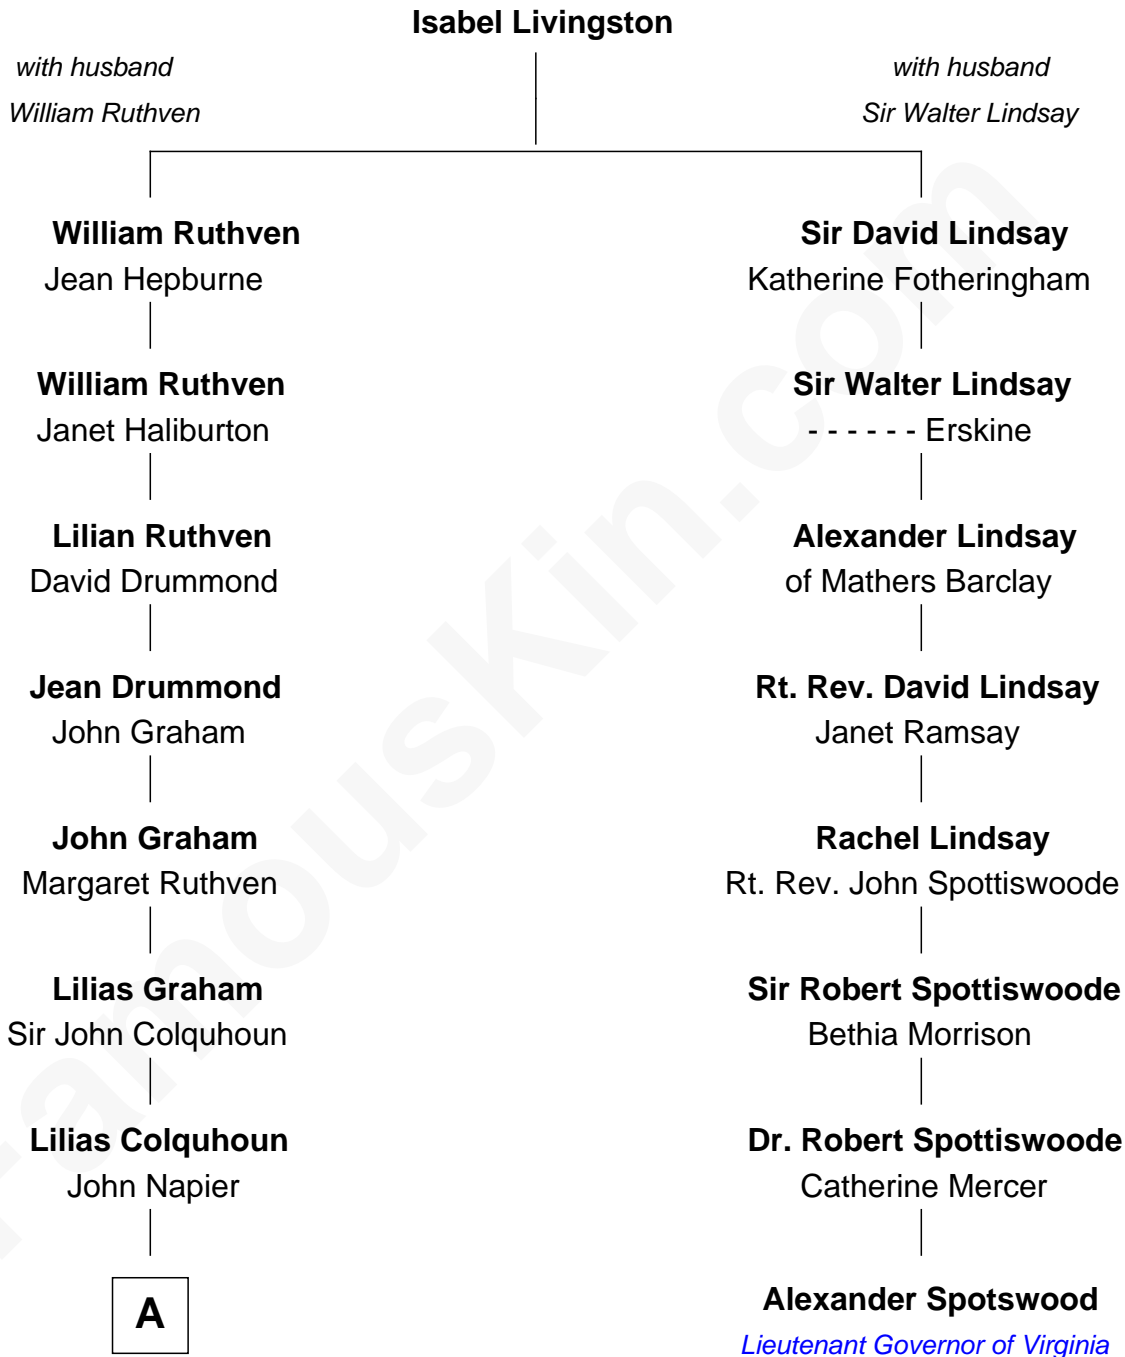 Isabel Livingston
with husband
William Ruthven
with husband
Sir Walter Lindsay
William Ruthven
Jean Hepburne
Sir David Lindsay
Katherine Fotheringham
William Ruthven
Janet Haliburton
Sir Walter Lindsay
- - - - - - Erskine
Lilian Ruthven
David Drummond
Alexander Lindsay
of Mathers Barclay
Jean Drummond
John Graham
Rt. Rev. David Lindsay
Janet Ramsay
John Graham
Margaret Ruthven
Rachel Lindsay
Rt. Rev. John Spottiswoode
Lilias Graham
Sir John Colquhoun
Sir Robert Spottiswoode
Bethia Morrison
Lilias Colquhoun
John Napier
Dr. Robert Spottiswoode
Catherine Mercer
A
Alexander Spotswood
Lieutenant Governor of Virginia
FamousKin.com